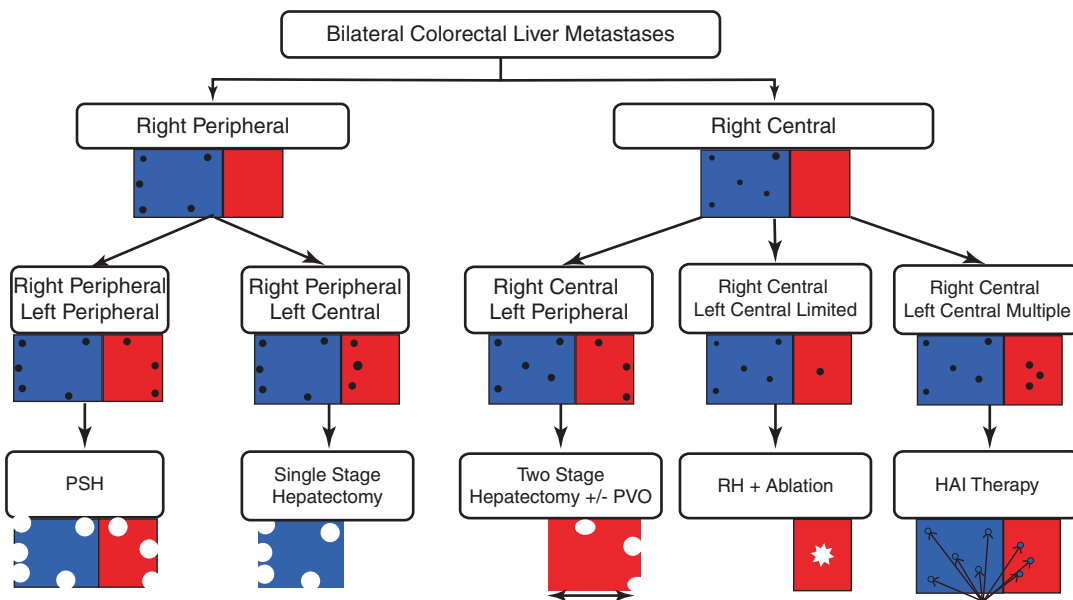 Bilateral Colorectal Liver Metastases
Right Peripheral
Right Central
Right Peripheral
Left Peripheral
Right Peripheral
Left Central
Right Central
Left Peripheral
Right Central
Left Central Limited
Right Central
Left Central Multiple
PSH
Single Stage
Hepatectomy
Two Stage
Hepatectomy +/- PVO
RH + Ablation
HAI Therapy